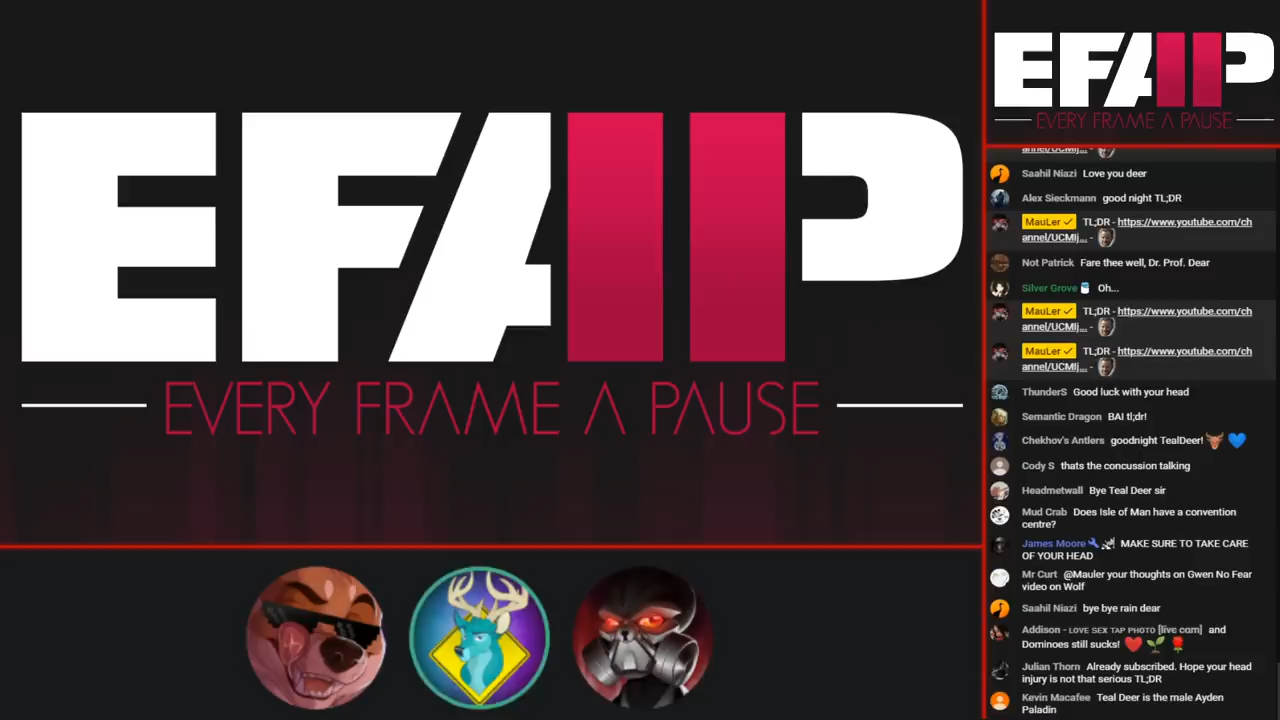 EFAP
EVERY FRAME A PAUSE
EFAP
EVERY FRAME A PAUSE
annel/UCMIj... -
Saahil Niazi Love you deer
Alex Sieckmann good night TL;DR
MauLer TL;DR - https://www.youtube.com/ch
annel/UCMIj... -
Not Patrick Fare thee well, Dr. Prof. Dear
Silver Grove Oh...
MauLer TL;DR - https://www.youtube.com/ch
annel/UCMIj... -
MauLer TL;DR - https://www.youtube.com/ch
annel/UCMIj... -
ThunderS Good luck with your head
Semantic Dragon BAI tl;dr!
Chekhov's Antlers goodnight TealDeer!
Cody S thats the concussion talking
Headmetwall Bye Teal Deer sir
Mud Crab Does Isle of Man have a convention
centre?
James Moore MAKE SURE TO TAKE CARE
OF YOUR HEAD
Mr Curt @Mauler your thoughts on Gwen No Fear
video on Wolf
Saahil Niazi bye bye rain dear
Addison - LOVE SEX TAP PHOTO [live cam] and
Dominoes still sucks!
Julian Thorn Already subscribed. Hope your head
injury is not that serious TL;DR
Kevin Macafee Teal Deer is the male Ayden
Paladin